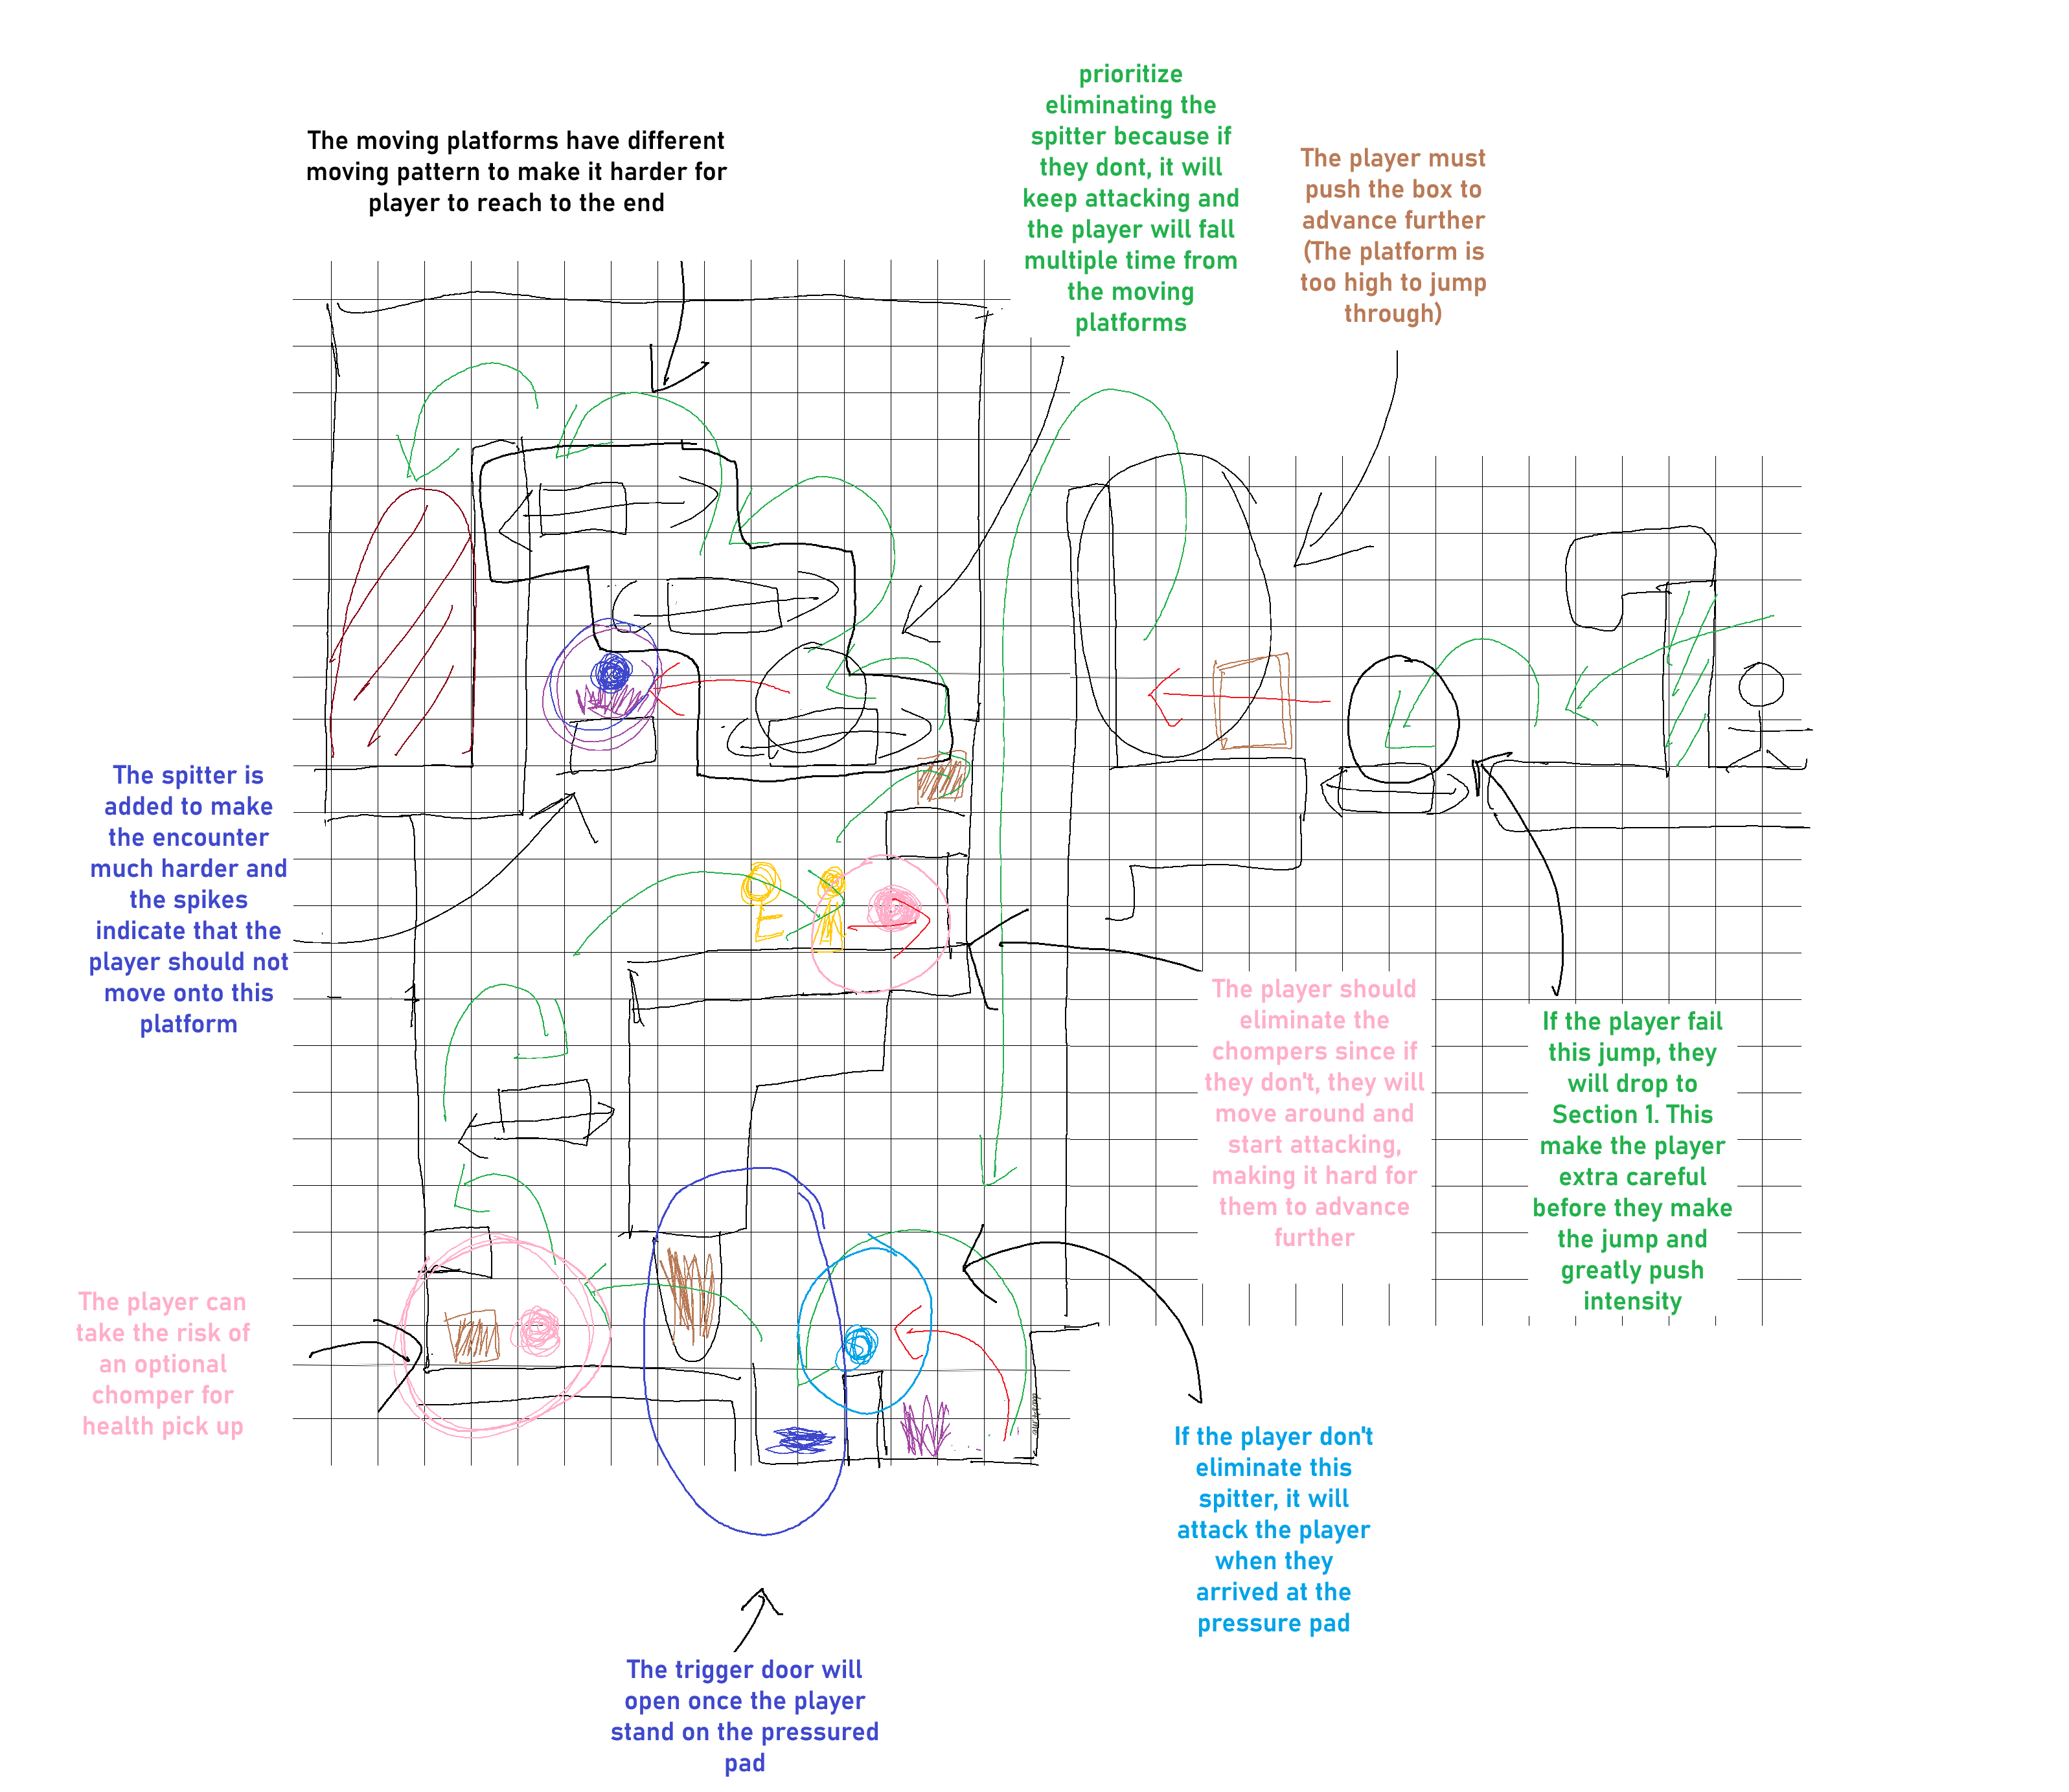 prioritize
eliminating the
spitter because if
they dont, it will
keep attacking and
the player will fall
multiple time from
the moving
platforms
The moving platforms have different
moving pattern to make it harder for
player to reach to the end
The player must
push the box to
advance further
(The platform is
too high to jump
through)
The spitter is
added to make
the encounter
much harder and
the spikes
indicate that the
player should not
move onto this
platform
The player should
eliminate the
chompers since if
they don't, they will
move around and
start attacking,
making it hard for
them to advance
further
If the player fail
this jump, they
will drop to
Section 1. This
make the player
extra careful
before they make
the jump and
greatly push
intensity
The player can
take the risk of
an optional
chomper for
health pick up
If the player don't
eliminate this
spitter, it will
attack the player
when they
arrived at the
pressure pad
The trigger door will
open once the player
stand on the pressured
pad